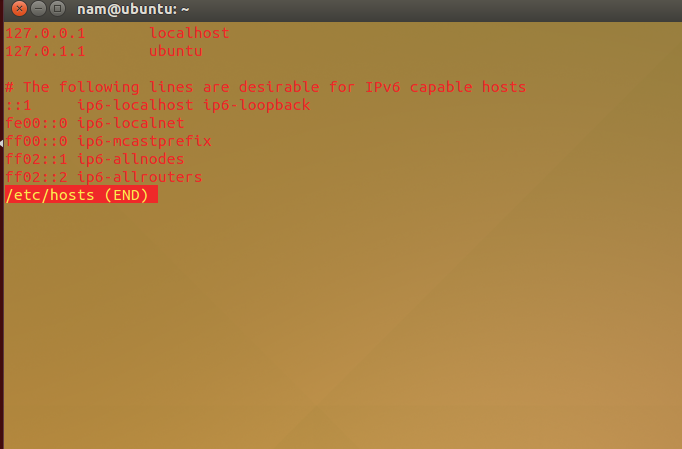 nam@ubuntu: ~
127.0.0.1       localhost
127.0.1.1       ubuntu
# The following lines are desirable for IPv6 capable hosts
::1     ip6-localhost ip6-loopback
fe00::0 ip6-localnet
ff00::0 ip6-mcastprefix
ff02::1 ip6-allnodes
ff02::2 ip6-allrouters
/etc/hosts (END)